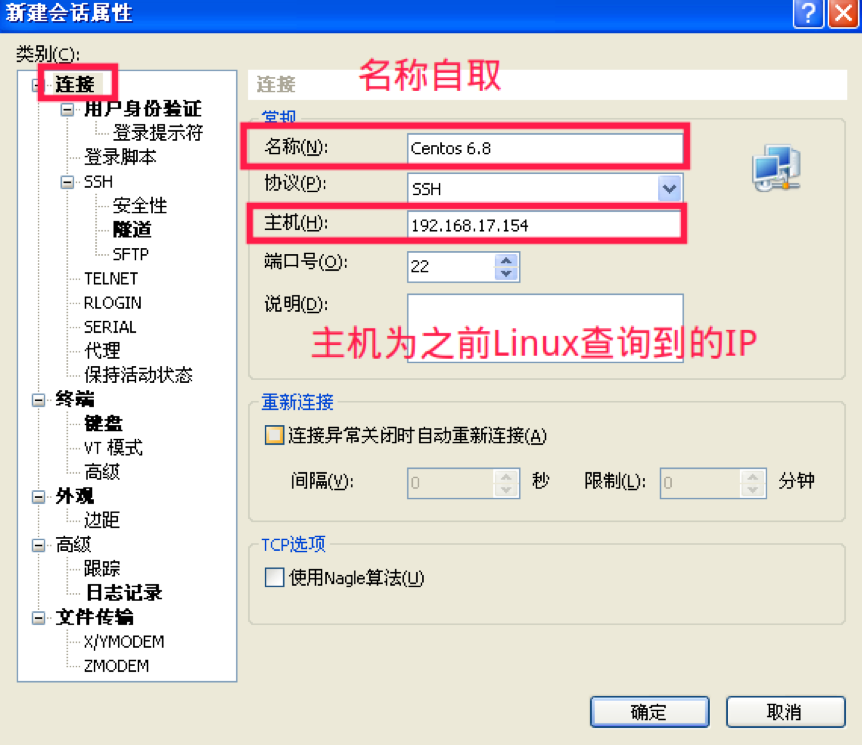 新建会话属性
类别(C):
连接
用户身份验证
登录提示符
登录脚本
SSH
安全性
隧道
SFTP
TELNET
RLOGIN
SERIAL
代理
保持活动状态
终端
键盘
VT 模式
高级
外观
边距
高级
跟踪
日志记录
文件传输
X/YMODEM
ZMODEM
连接
名称自取
常规
名称(N): Centos 6.8
协议(P): SSH
主机(H): 192.168.17.154
端口号(O): 22
说明(D):
主机为之前Linux查询到的IP
重新连接
连接异常关闭时自动重新连接(A)
间隔(V): 0 秒 限制(L): 0 分钟
TCP选项
使用Nagle算法(U)
确定 取消